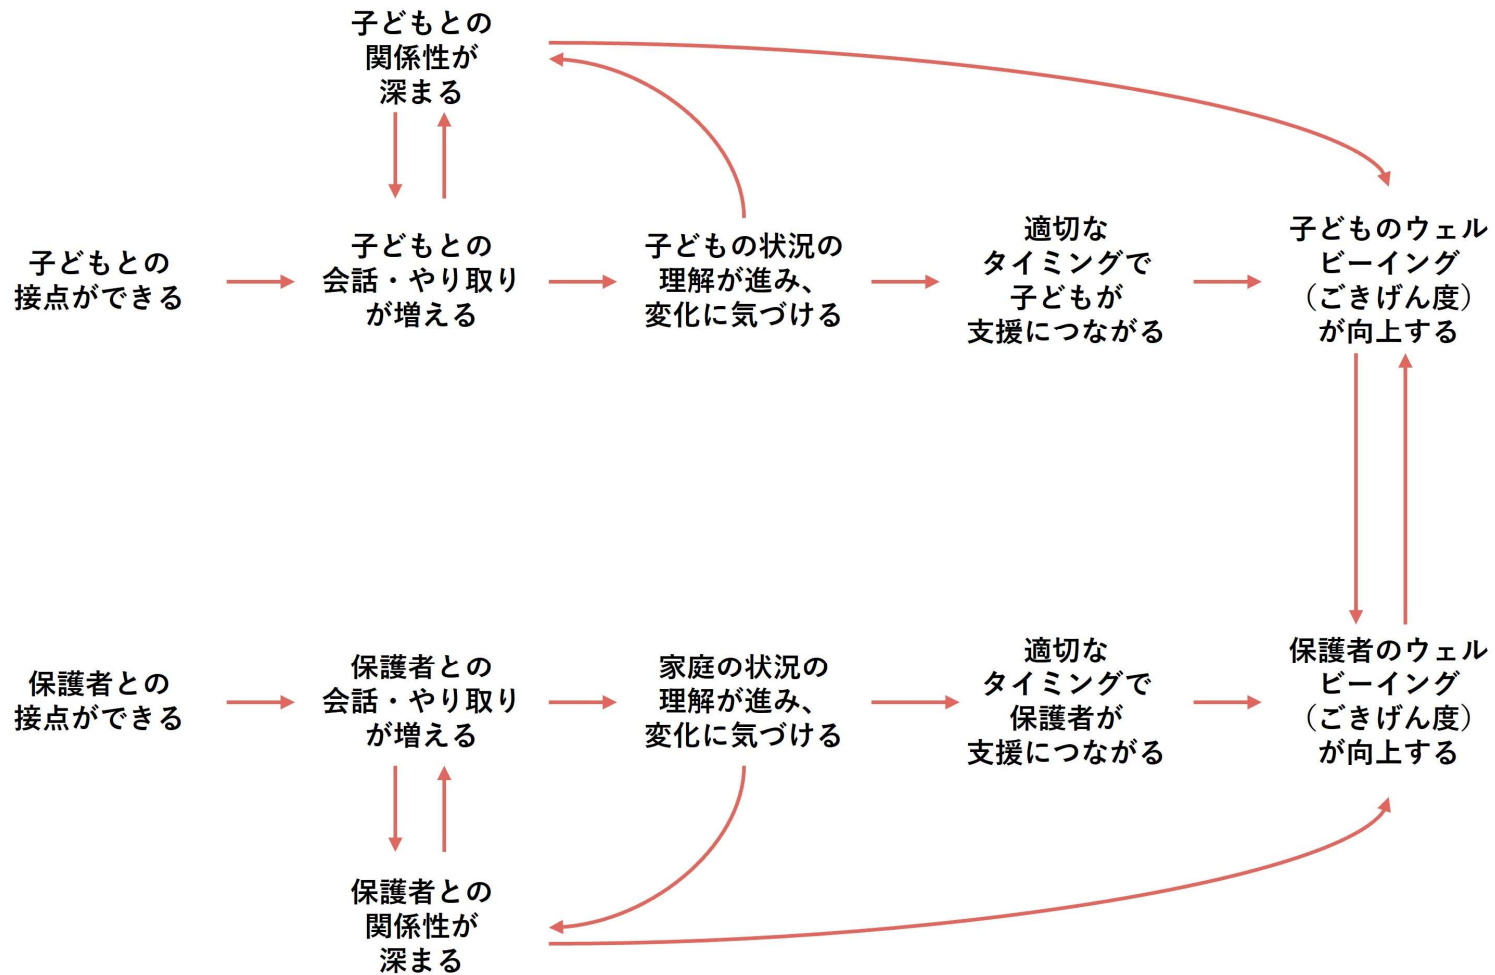 子どもとの
関係性が
深まる
子どもとの
接点ができる
子どもとの
会話・やり取り
が増える
子どもの状況の
理解が進み、
変化に気づける
適切な
タイミングで
子どもが
支援につながる
子どものウェル
ビーイング
（ごきげん度）
が向上する
保護者との
接点ができる
保護者との
会話・やり取り
が増える
家庭の状況の
理解が進み、
変化に気づける
適切な
タイミングで
保護者が
支援につながる
保護者のウェル
ビーイング
（ごきげん度）
が向上する
保護者との
関係性が
深まる